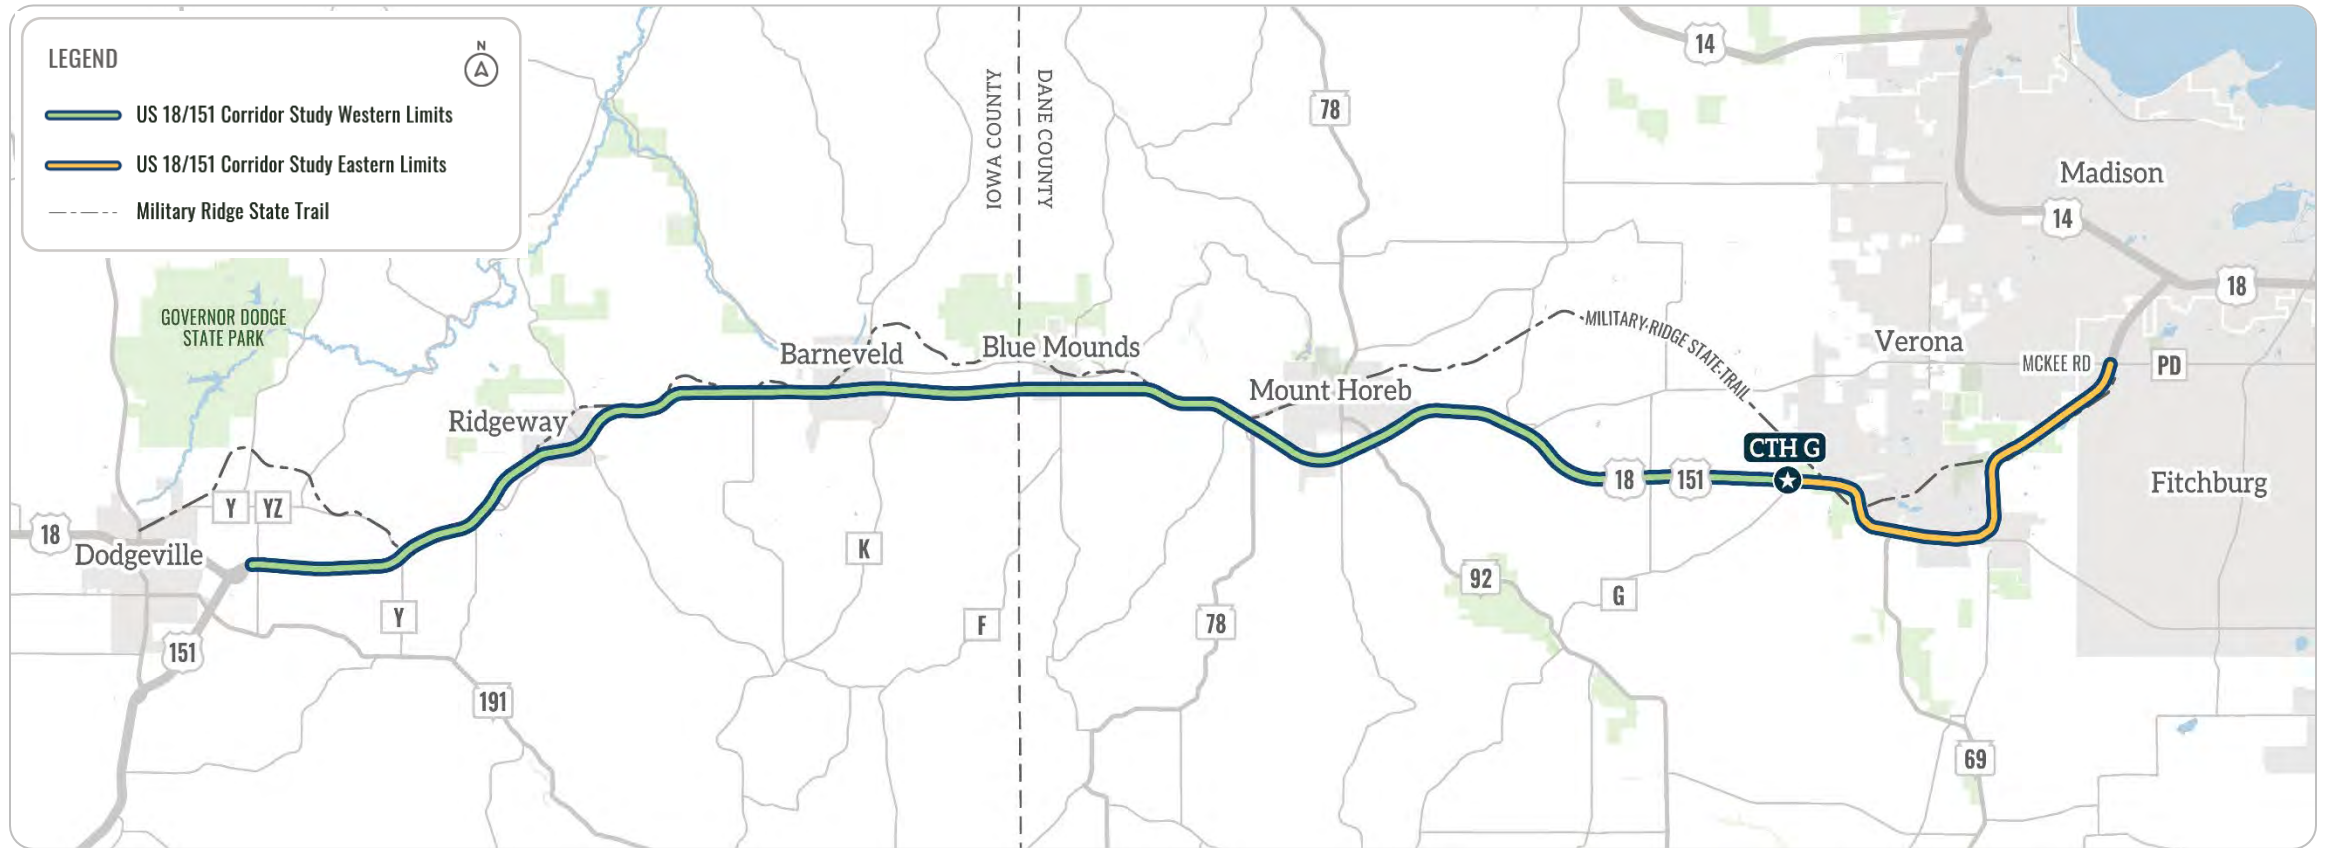 LEGEND
N
US 18/151 Corridor Study Western Limits
US 18/151 Corridor Study Eastern Limits
Military Ridge State Trail
IOWA COUNTY
DANE COUNTY
78
14
Madison
14
18
GOVERNOR DODGE
STATE PARK
MILITARY RIDGE STATE TRAIL
Barneveld
Blue Mounds
Verona
MCKEE RD
PD
Mount Horeb
Ridgeway
CTH G
18
151
Fitchburg
Y
YZ
18
Dodgeville
K
92
G
Y
F
78
151
191
69